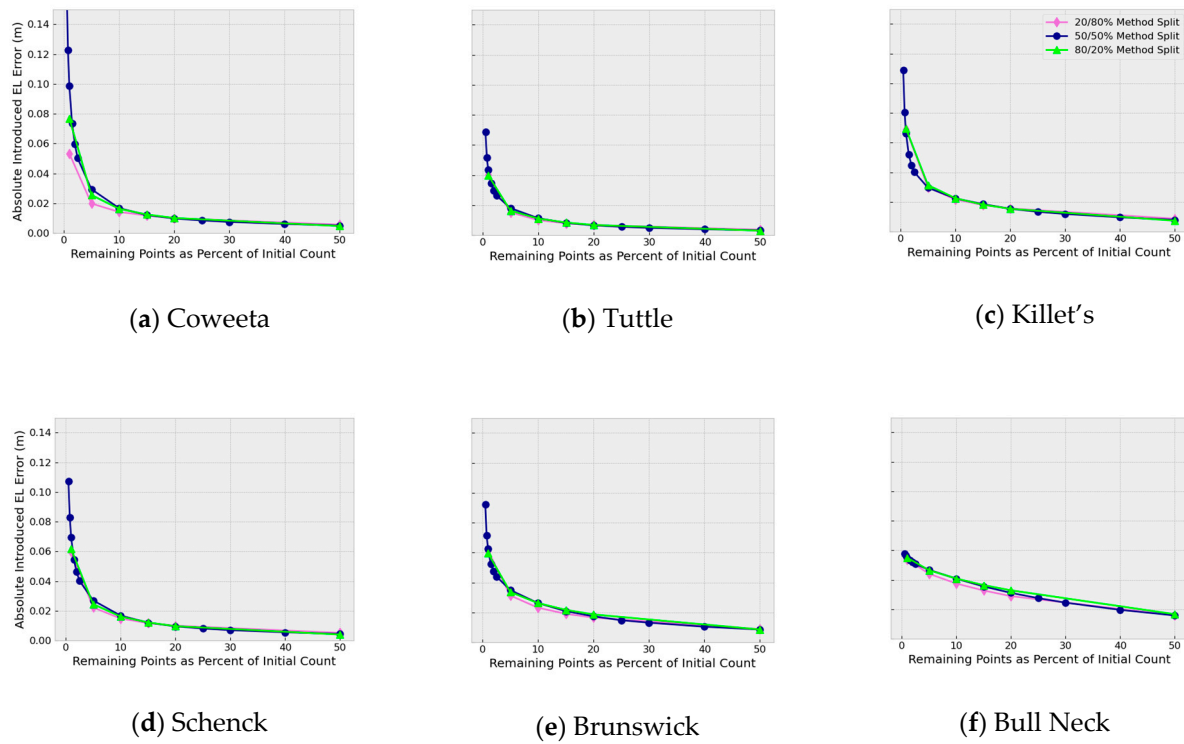 0.14
0.12
0.10
0.08
0.06
0.04
0.02
0.00
Absolute Introduced EL Error (m)
0 10 20 30 40 50
Remaining Points as Percent of Initial Count
(a) Coweeta
0 10 20 30 40 50
Remaining Points as Percent of Initial Count
(b) Tuttle
20/80% Method Split
50/50% Method Split
80/20% Method Split
0 10 20 30 40 50
Remaining Points as Percent of Initial Count
(c) Killet’s
0.14
0.12
0.10
0.08
0.06
0.04
0.02
0.00
Absolute Introduced EL Error (m)
0 10 20 30 40 50
Remaining Points as Percent of Initial Count
(d) Schenck
0 10 20 30 40 50
Remaining Points as Percent of Initial Count
(e) Brunswick
0 10 20 30 40 50
Remaining Points as Percent of Initial Count
(f) Bull Neck